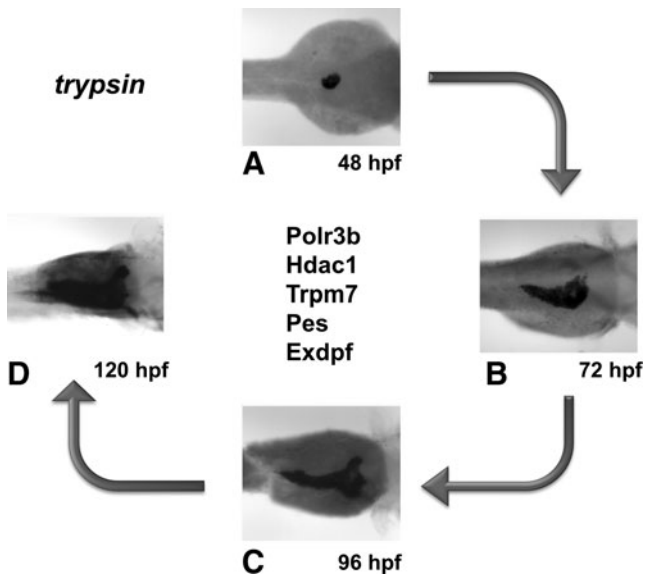 trypsin
A 48 hpf
Polr3b
Hdac1
Trpm7
Pes
Exdpf
D 120 hpf
B 72 hpf
C 96 hpf